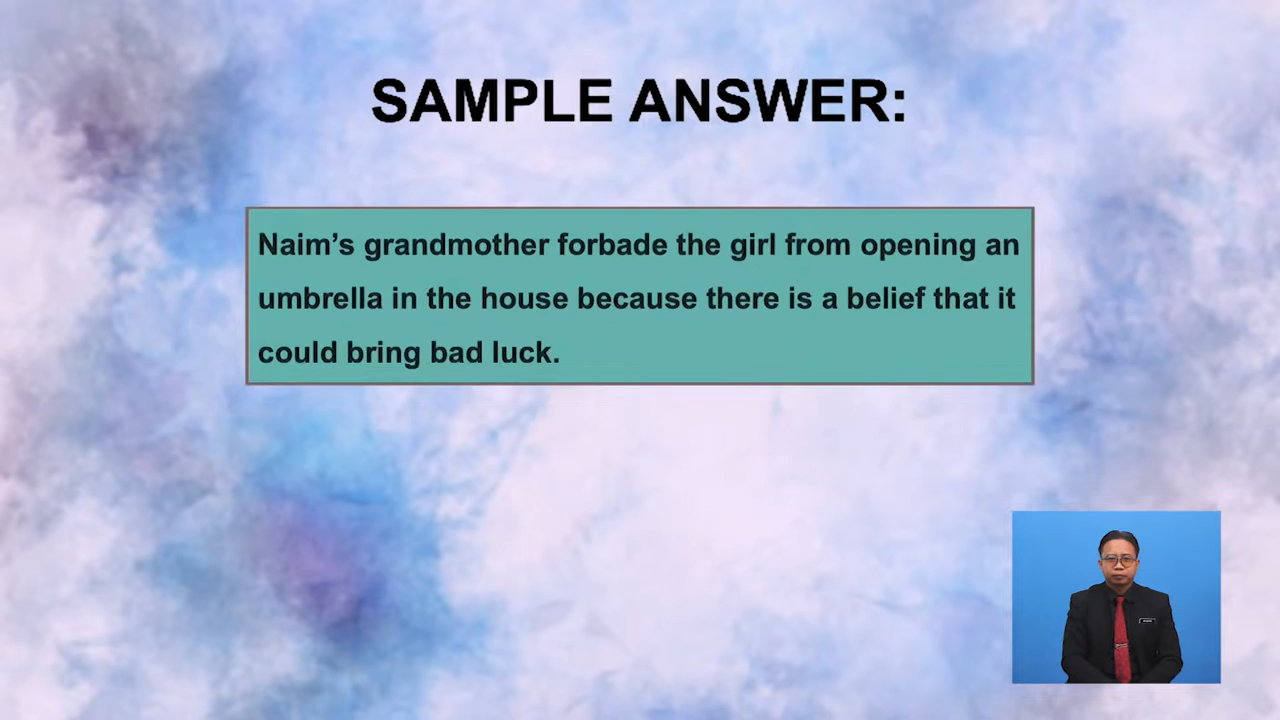 SAMPLE ANSWER:
Naim’s grandmother forbade the girl from opening an
umbrella in the house because there is a belief that it
could bring bad luck.